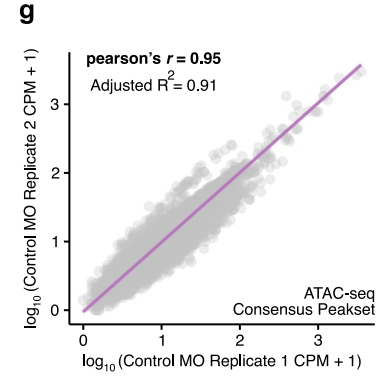 g
pearson's r = 0.95
Adjusted R2 = 0.91
log10 (Control MO Replicate 2 CPM + 1)
3
2
1
0
ATAC-seq
Consensus Peakset
0 1 2 3
log10 (Control MO Replicate 1 CPM + 1)